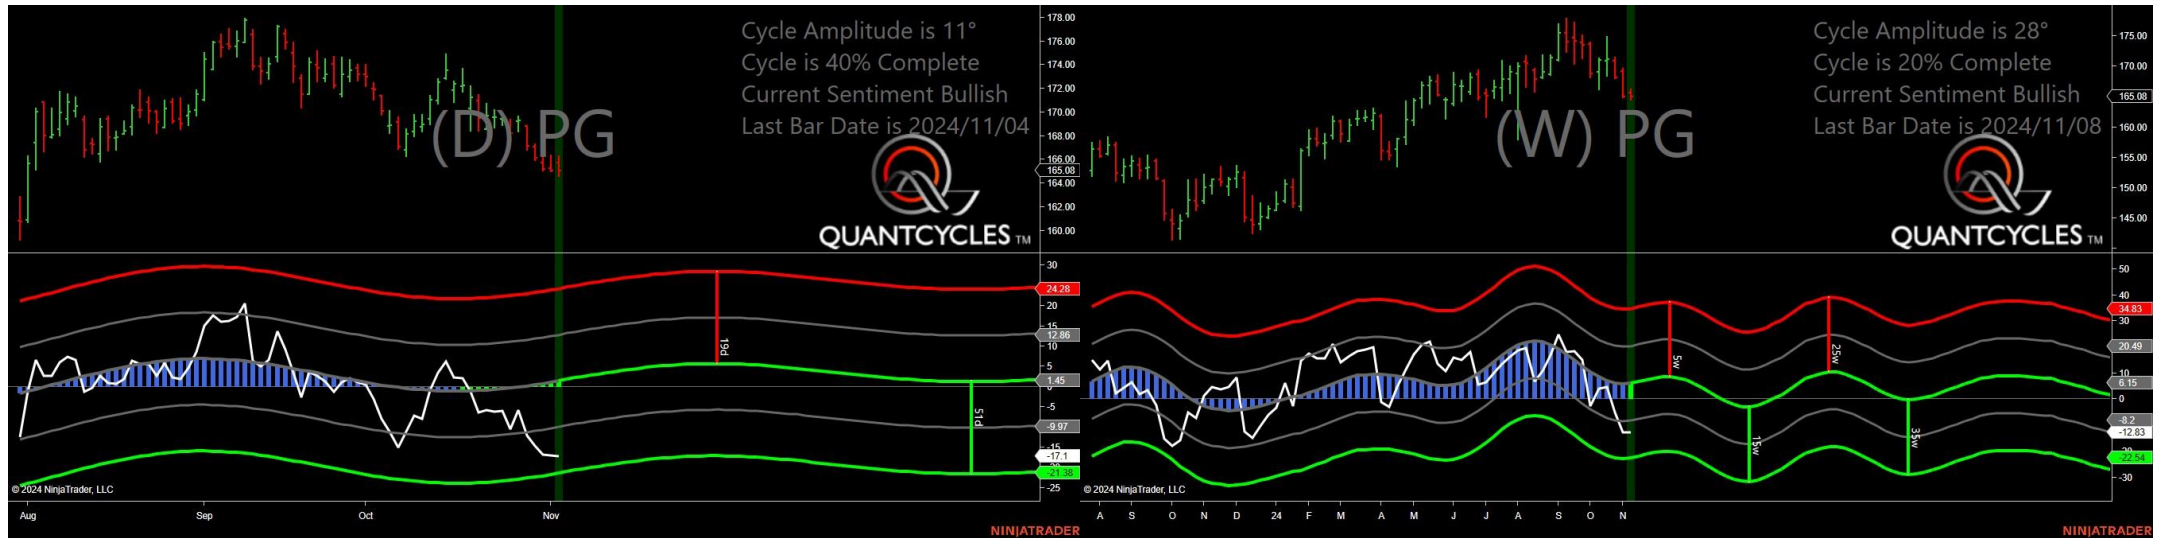 Cycle Amplitude is 11°
Cycle is 40% Complete
Current Sentiment Bullish
Last Bar Date is 2024/11/04
(D) PG
QUANTCYCLES TM
178.00
176.00
174.00
172.00
170.00
168.00
166.00
165.08
164.00
162.00
160.00
30
24.28
20
15
12.86
10
5
1.45
-5
-9.97
-15
-17.1
-21.38
-25
19d
51d
© 2024 NinjaTrader, LLC
Aug Sep Oct Nov
NINJATRADER
Cycle Amplitude is 28°
Cycle is 20% Complete
Current Sentiment Bullish
Last Bar Date is 2024/11/08
(W) PG
QUANTCYCLES TM
175.00
170.00
165.08
160.00
155.00
150.00
145.00
50
40
34.83
30
20.49
10
6.15
0
-8.2
-12.83
-22.54
-30
5w
15w
25w
35w
© 2024 NinjaTrader, LLC
A S O N D 24 F M A M J J A S O N
NINJATRADER